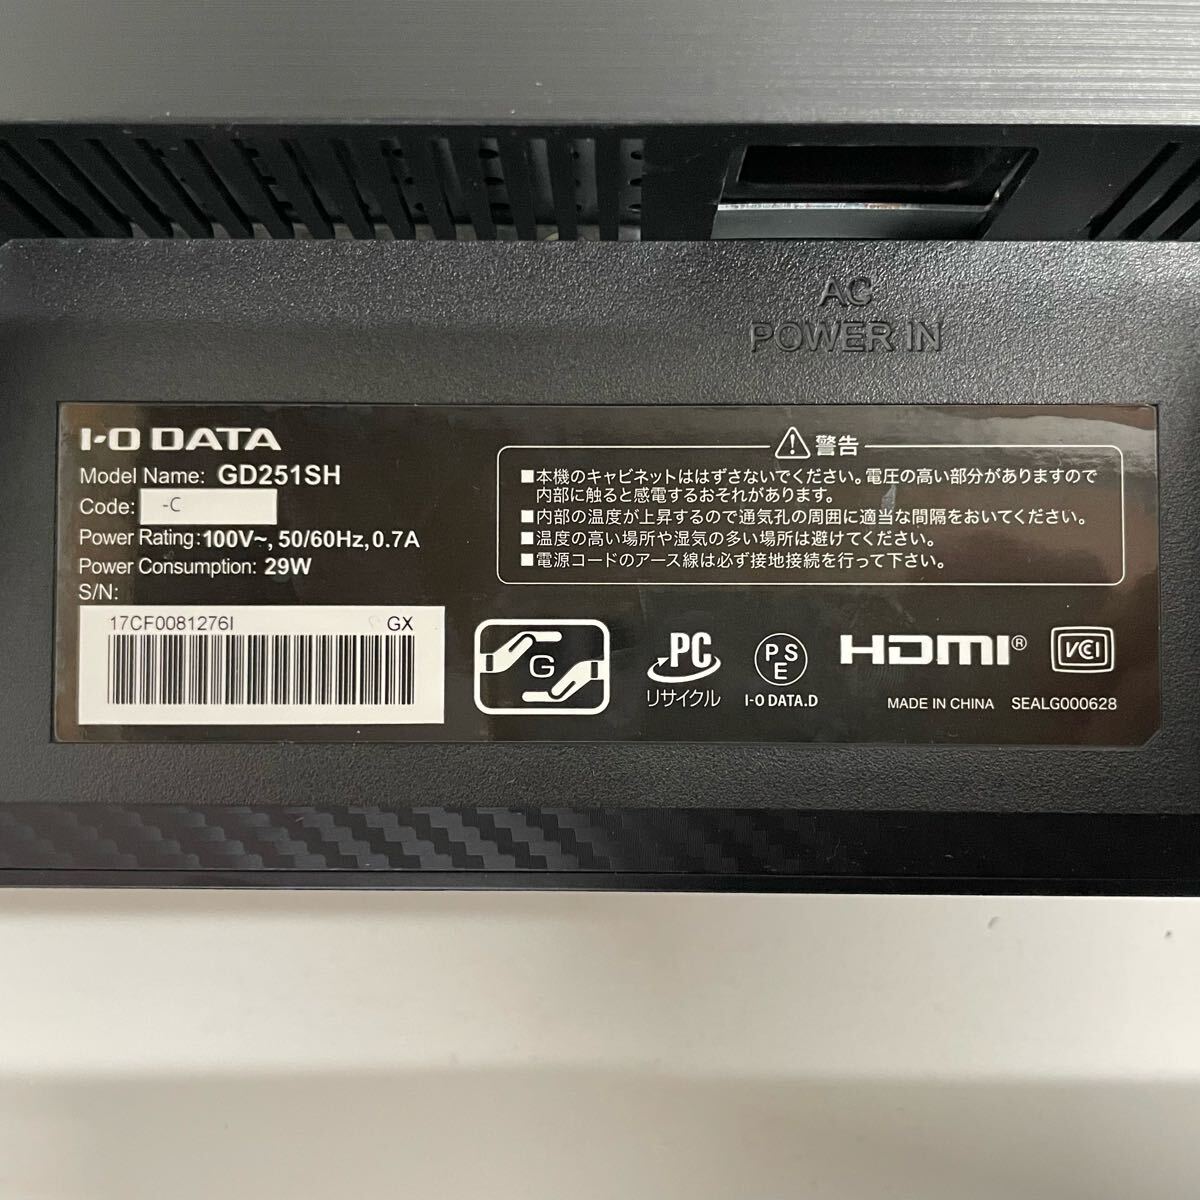 AC
POWER IN
I-O DATA
Model Name: GD251SH
Code: -C
Power Rating: 100V~, 50/60Hz, 0.7A
Power Consumption: 29W
S/N:
17CF0081276I GX
警告
■本機のキャビネットははずさないでください。電圧の高い部分がありますので
内部に触ると感電するおそれがあります。
■内部の温度が上昇するので通気孔の周囲に適当な間隔をおいてください。
■温度の高い場所や湿気の多い場所は避けてください。
■電源コードのアース線は必ず接地接続を行って下さい。
G
PC
リサイクル
PSE
I-O DATA.D
HDMI®
VCI
MADE IN CHINA SEALG000628